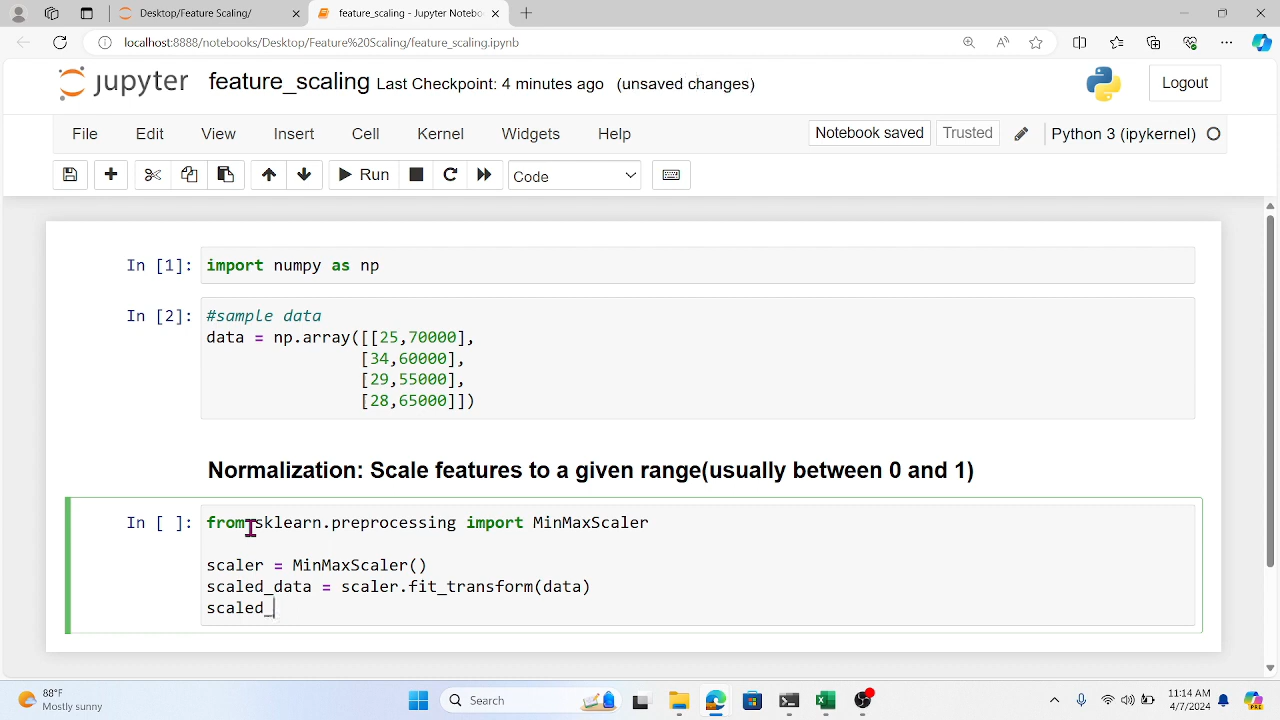 Desktop/Feature Scaling/
feature_scaling - Jupyter Notebo
localhost:8888/notebooks/Desktop/Feature%20Scaling/feature_scaling.ipynb
jupyter feature_scaling Last Checkpoint: 4 minutes ago (unsaved changes)
Logout
File Edit View Insert Cell Kernel Widgets Help
Notebook saved Trusted Python 3 (ipykernel)
Run Code
In [1]: import numpy as np
In [2]: #sample data
data = np.array([[25,70000],
[34,60000],
[29,55000],
[28,65000]])
Normalization: Scale features to a given range(usually between 0 and 1)
In [ ]: from sklearn.preprocessing import MinMaxScaler
scaler = MinMaxScaler()
scaled_data = scaler.fit_transform(data)
scaled_
88°F
Mostly sunny
Search
11:34 AM
4/7/2024
PRE